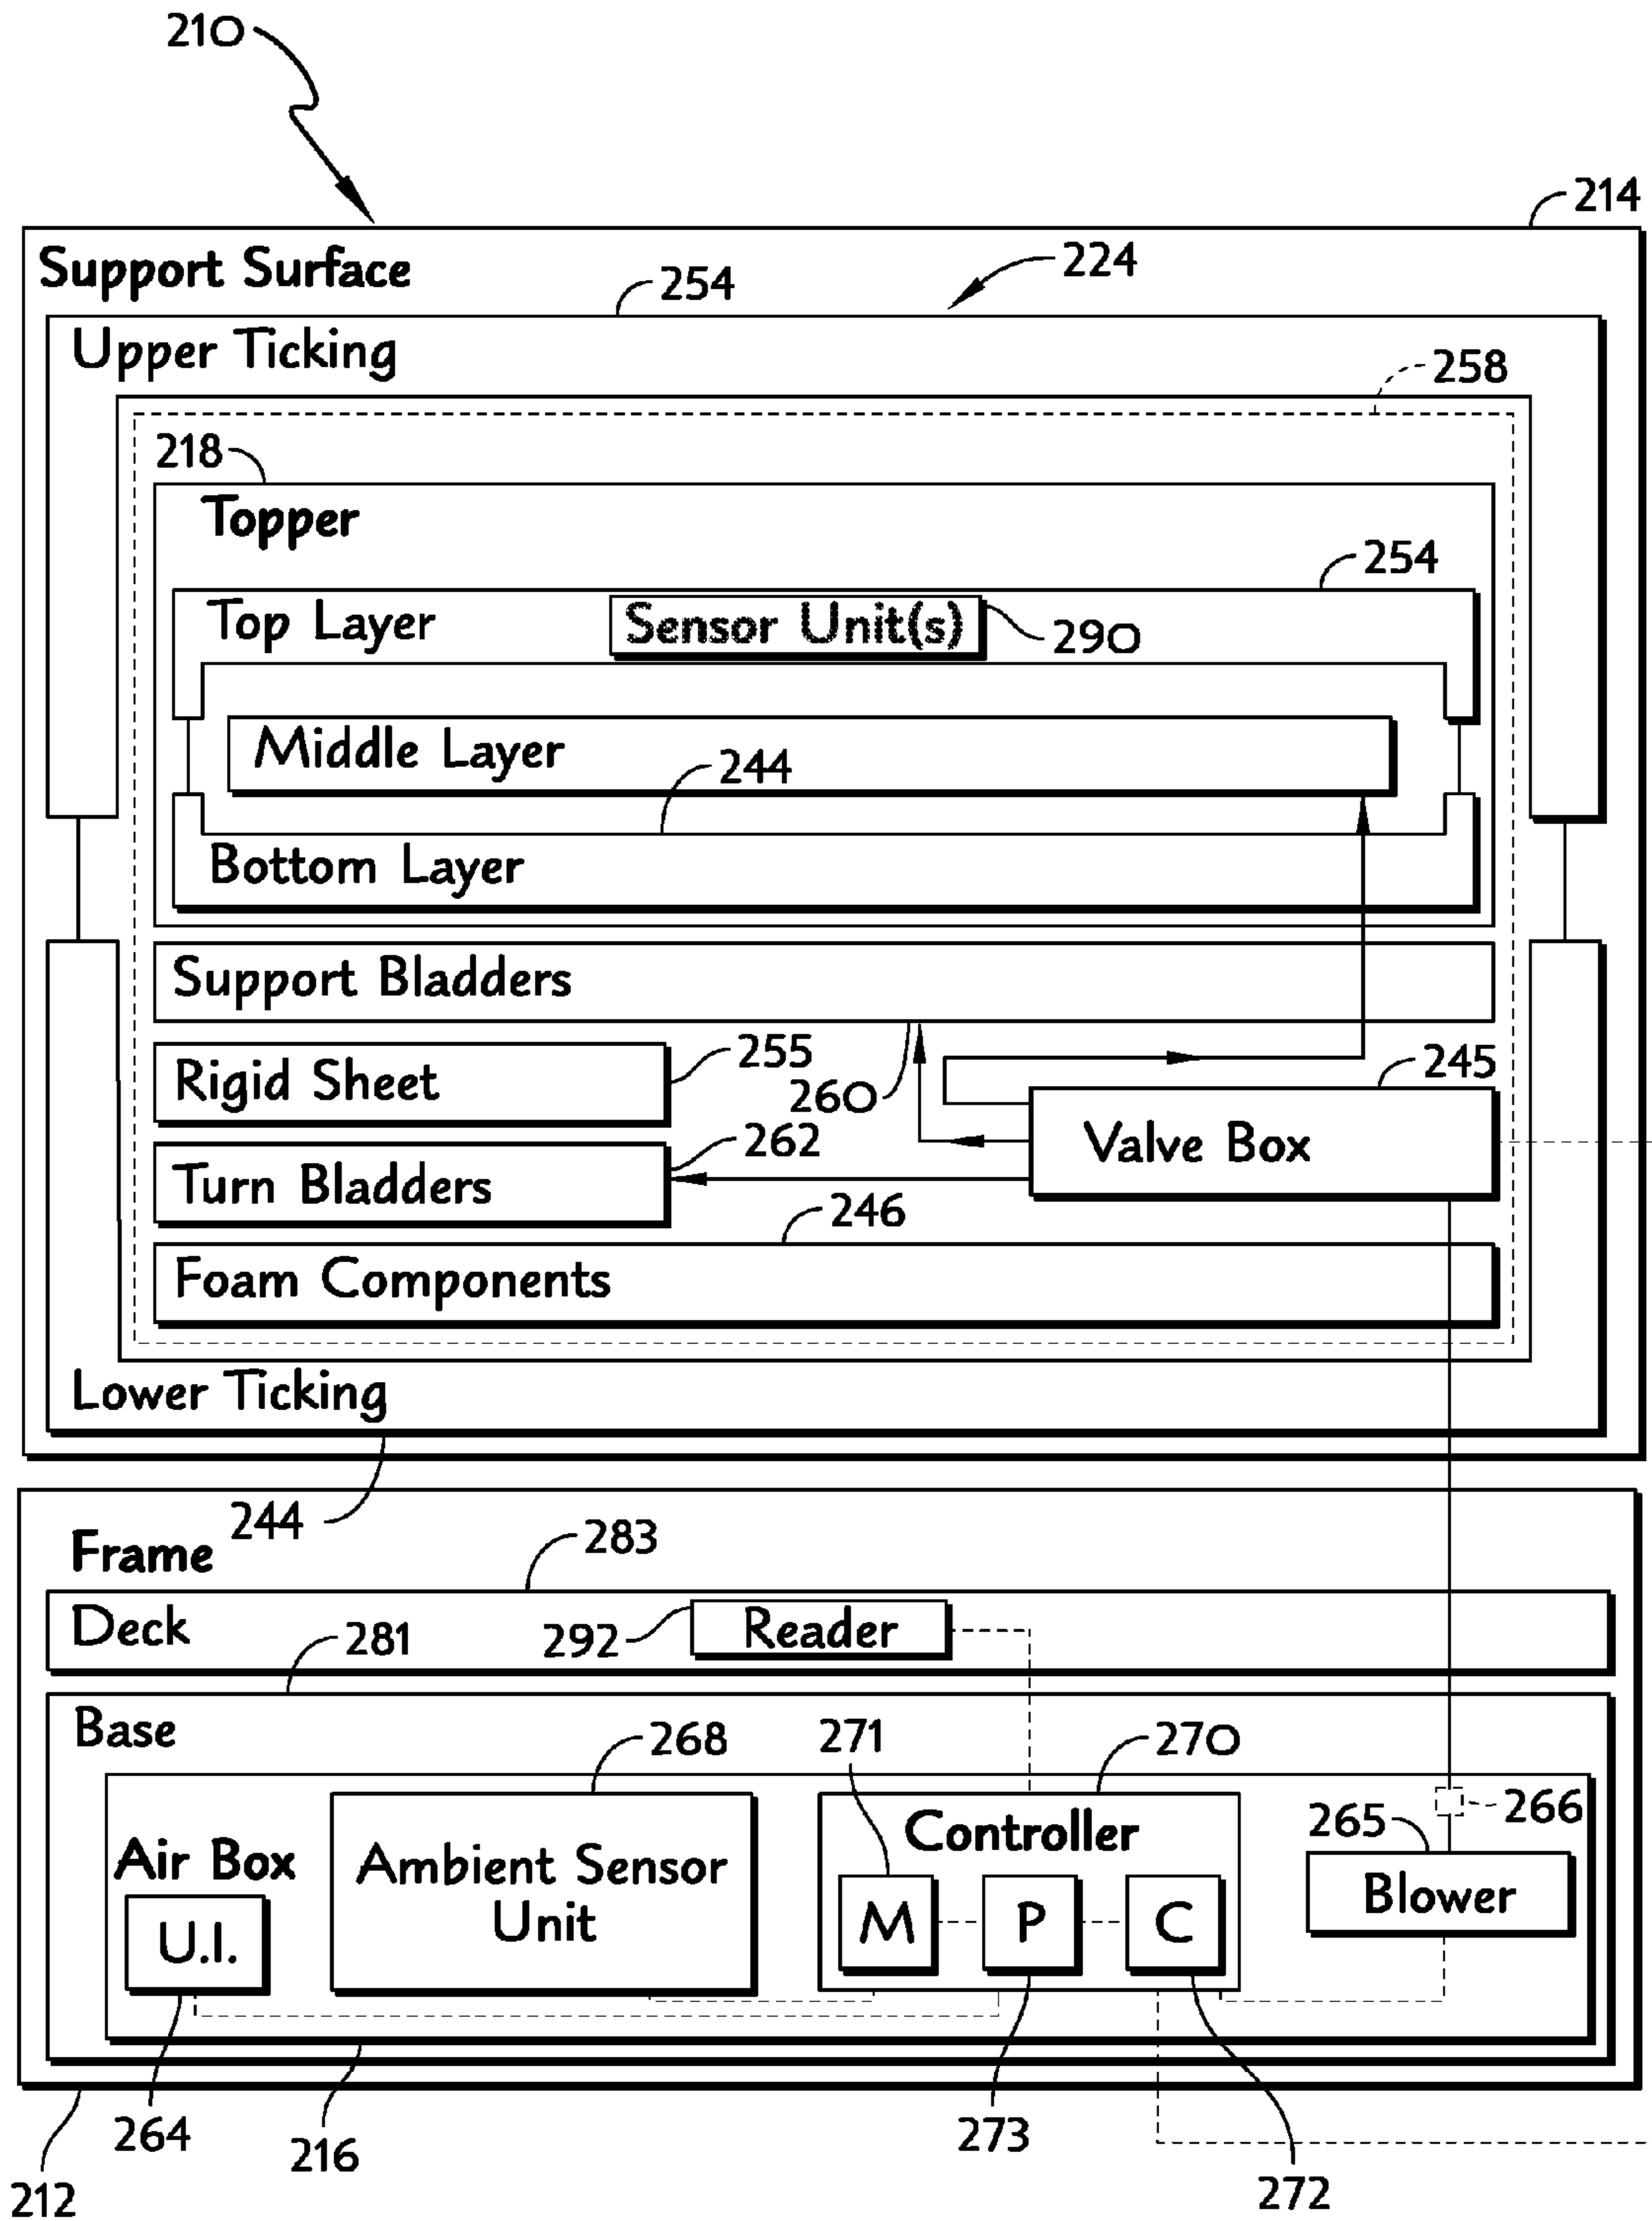 210
214
Support Surface
224
254
Upper Ticking
258
218
Topper
254
Top Layer
Sensor Unit(s)
290
Middle Layer
244
Bottom Layer
Support Bladders
255
Rigid Sheet
260
245
Valve Box
262
Turn Bladders
246
Foam Components
Lower Ticking
244
Frame
283
Deck
292
Reader
281
Base
268
271
270
Air Box
Ambient Sensor
Unit
Controller
265
266
Blower
U.I.
M
P
C
264
216
273
272
212